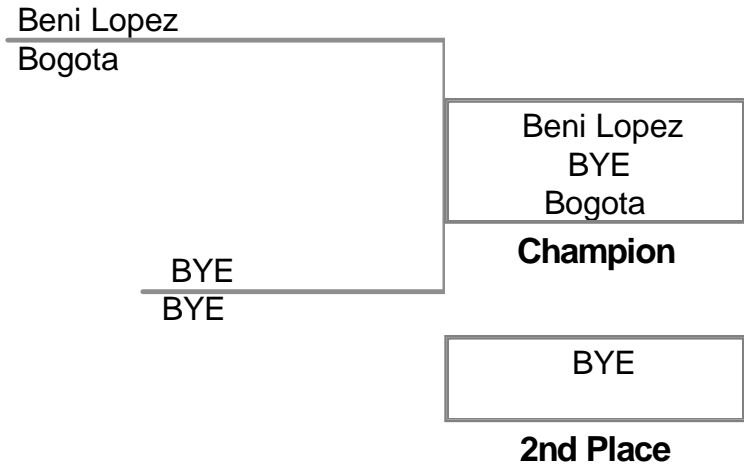 Beni Lopez
Bogota
Beni Lopez
BYE
Bogota
Champion
BYE
BYE
BYE
2nd Place